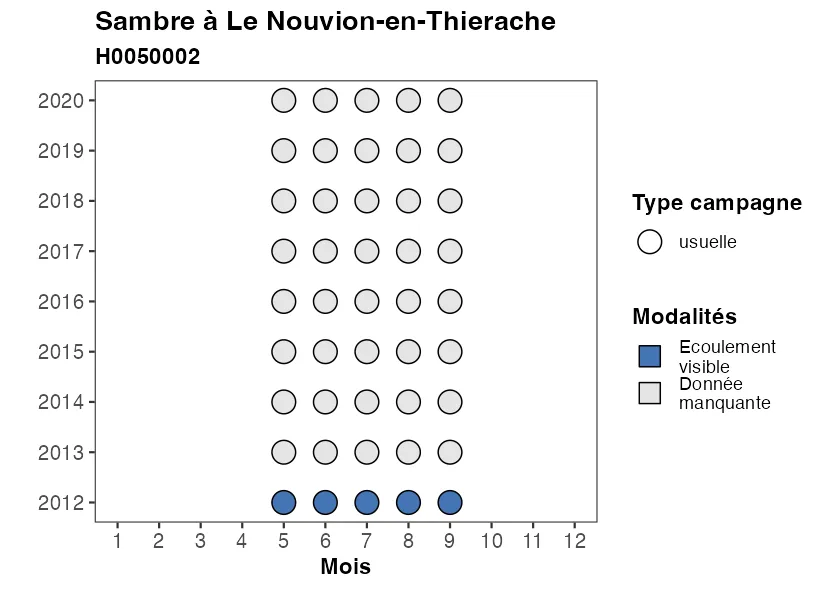 Sambre à Le Nouvion-en-Thierache
H0050002
2020
2019
2018
2017
2016
2015
2014
2013
2012
1 2 3 4 5 6 7 8 9 10 11 12
Mois
Type campagne
usuelle
Modalités
Ecoulement
visible
Donnée
manquante